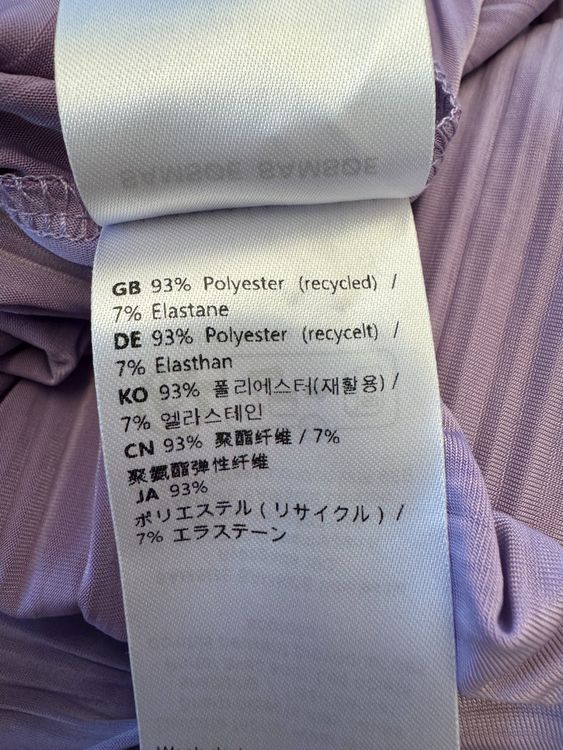 SAMSØE SAMSØE
GB 93% Polyester (recycled) /
7% Elastane
DE 93% Polyester (recycelt) /
7% Elasthan
KO 93% 폴리에스터(재활용) /
7% 엘라스테인
CN 93% 聚酯纤维 / 7%
聚氨酯弹性纤维
JA 93%
ポリエステル ( リサイクル ) /
7% エラステーン